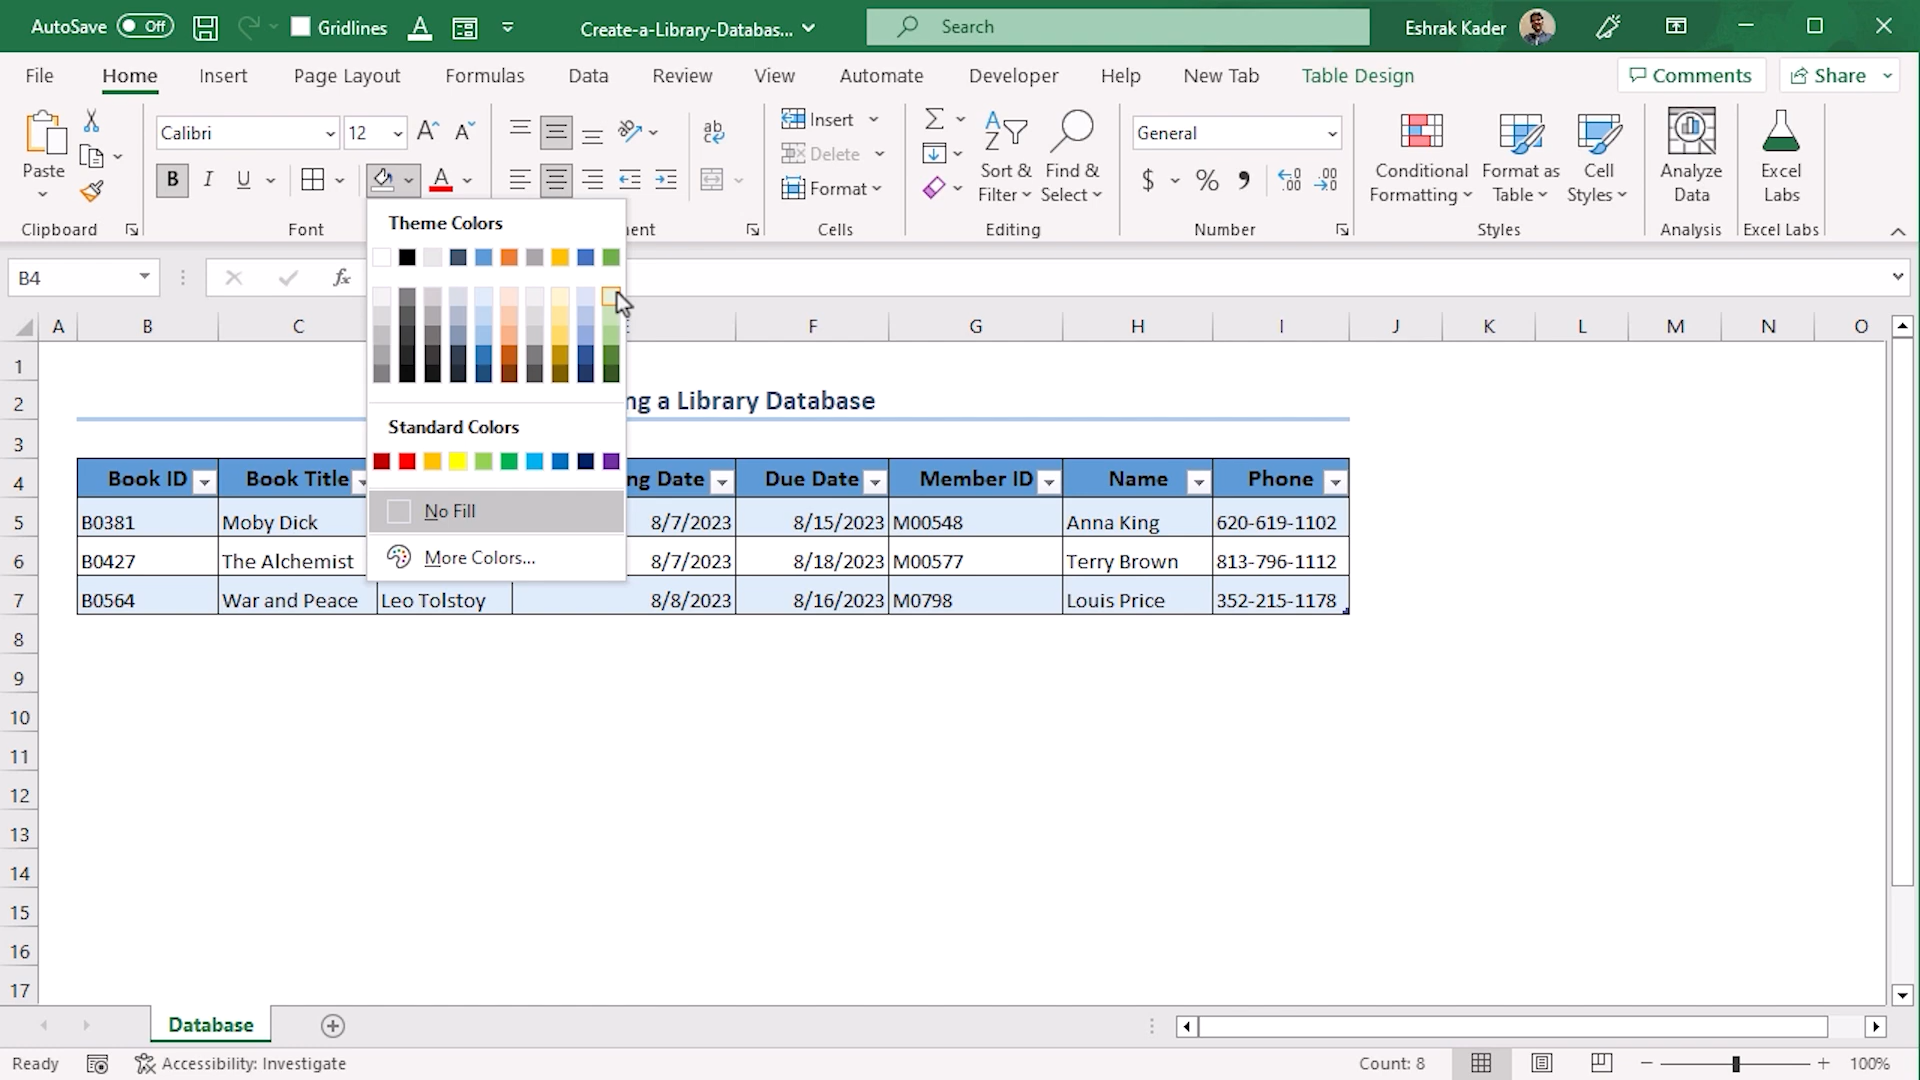 AutoSave Off Gridlines A Create-a-Library-Databas... Search Eshrak Kader
File Home Insert Page Layout Formulas Data Review View Automate Developer Help New Tab Table Design Comments Share
Paste Calibri 12 A A ab Insert Delete Format Sort & Filter Find & Select General Conditional Formatting Format as Table Cell Styles Analyze Data Excel Labs
B I U A $ % .00
Clipboard Font ent Cells Editing Number Styles Analysis Excel Labs
B4 fx
Theme Colors
Standard Colors
No Fill
More Colors...
A B C E F G H I J K L M N O
1
2 ng a Library Database
3
4 Book ID Book Title ng Date Due Date Member ID Name Phone
5 B0381 Moby Dick 8/7/2023 8/15/2023 M00548 Anna King 620-619-1102
6 B0427 The Alchemist 8/7/2023 8/18/2023 M00577 Terry Brown 813-796-1112
7 B0564 War and Peace Leo Tolstoy 8/8/2023 8/16/2023 M0798 Louis Price 352-215-1178
8
9
10
11
12
13
14
15
16
17
Database
Ready Accessibility: Investigate Count: 8 100%